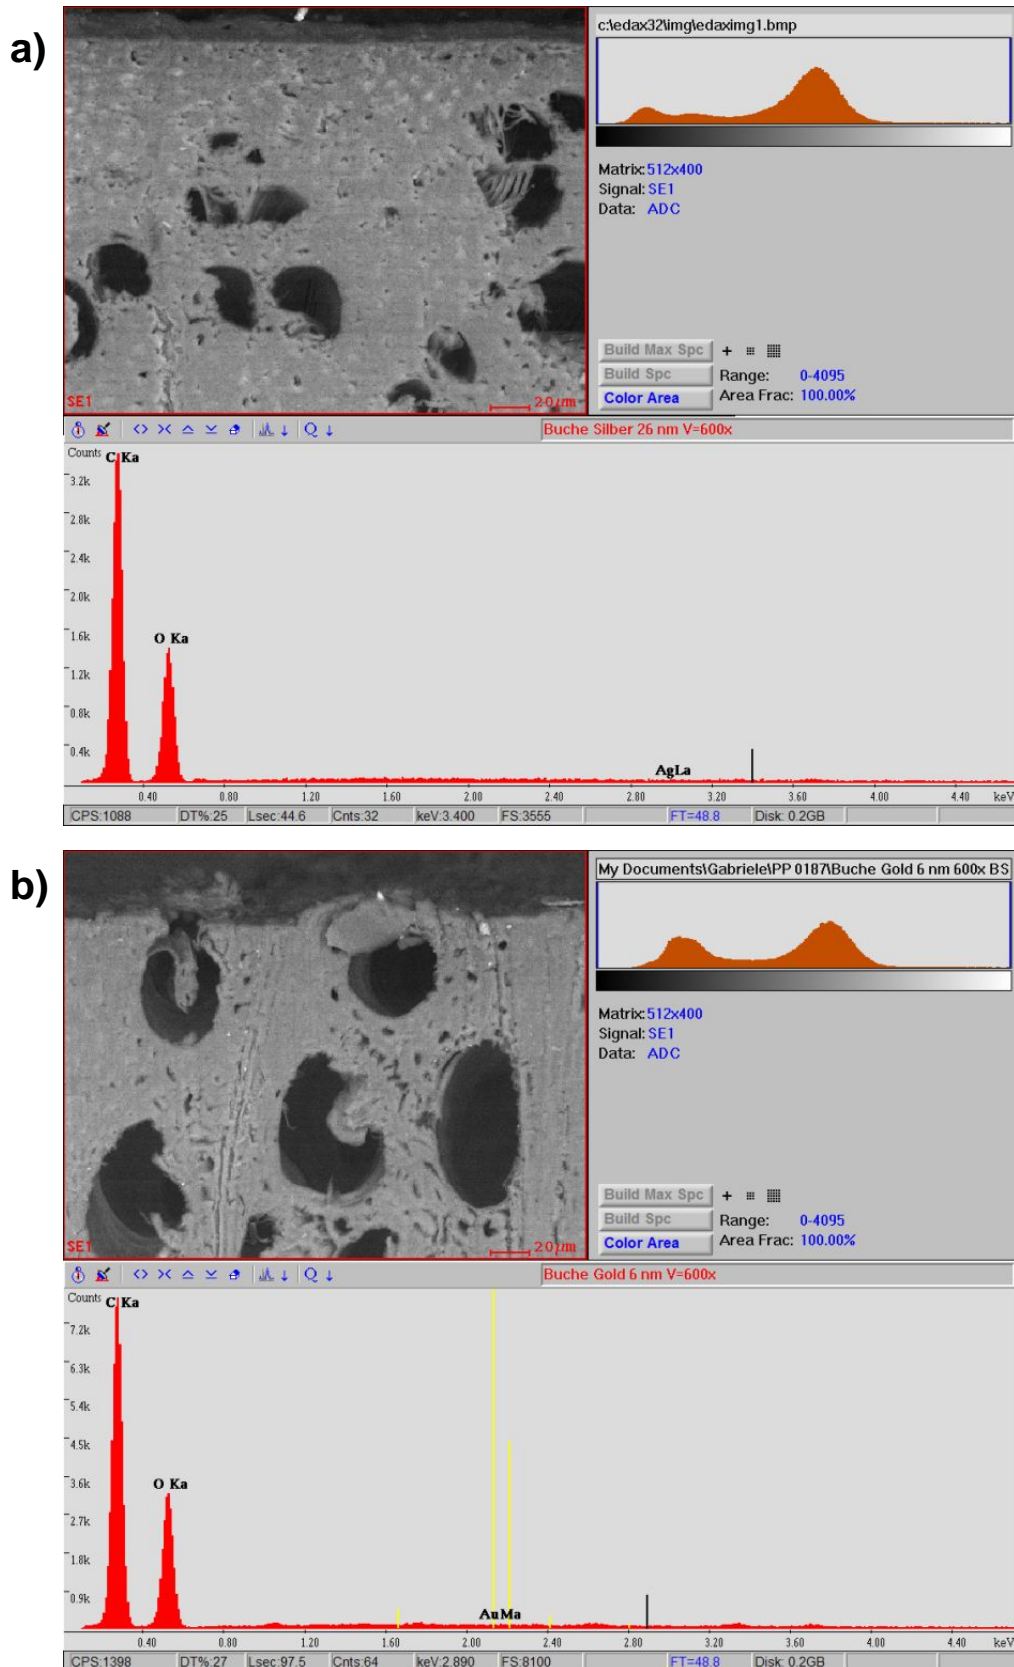 a)
c:\edax32\img\edaximg1.bmp
Matrix:512x400
Signal:SE1
Data: ADC
Build Max Spc
Build Spc
Range: 0-4095
Color Area
Area Frac: 100.00%
SE1
20µm
Buche Silber 26 nm V=600x
Counts
C Ka
3.2k
2.8k
2.4k
2.0k
1.6k
O Ka
1.2k
0.8k
0.4k
AgLa
0.40 0.80 1.20 1.60 2.00 2.40 2.80 3.20 3.60 4.00 4.40 keV
CPS:1088 DT%:25 Lsec:44.6 Cnts:32 keV:3.400 FS:3555 FT=48.8 Disk: 0.2GB
b)
My Documents\Gabriele\PP 0187\Buche Gold 6 nm 600x BS
Matrix:512x400
Signal:SE1
Data: ADC
Build Max Spc
Build Spc
Range: 0-4095
Color Area
Area Frac: 100.00%
SE1
20µm
Buche Gold 6 nm V=600x
Counts
C Ka
7.2k
6.3k
5.4k
4.5k
3.6k
O Ka
2.7k
1.8k
0.9k
AuMa
0.40 0.80 1.20 1.60 2.00 2.40 2.80 3.20 3.60 4.00 4.40 keV
CPS:1398 DT%:27 Lsec:97.5 Cnts:64 keV:2.890 FS:8100 FT=48.8 Disk: 0.2GB